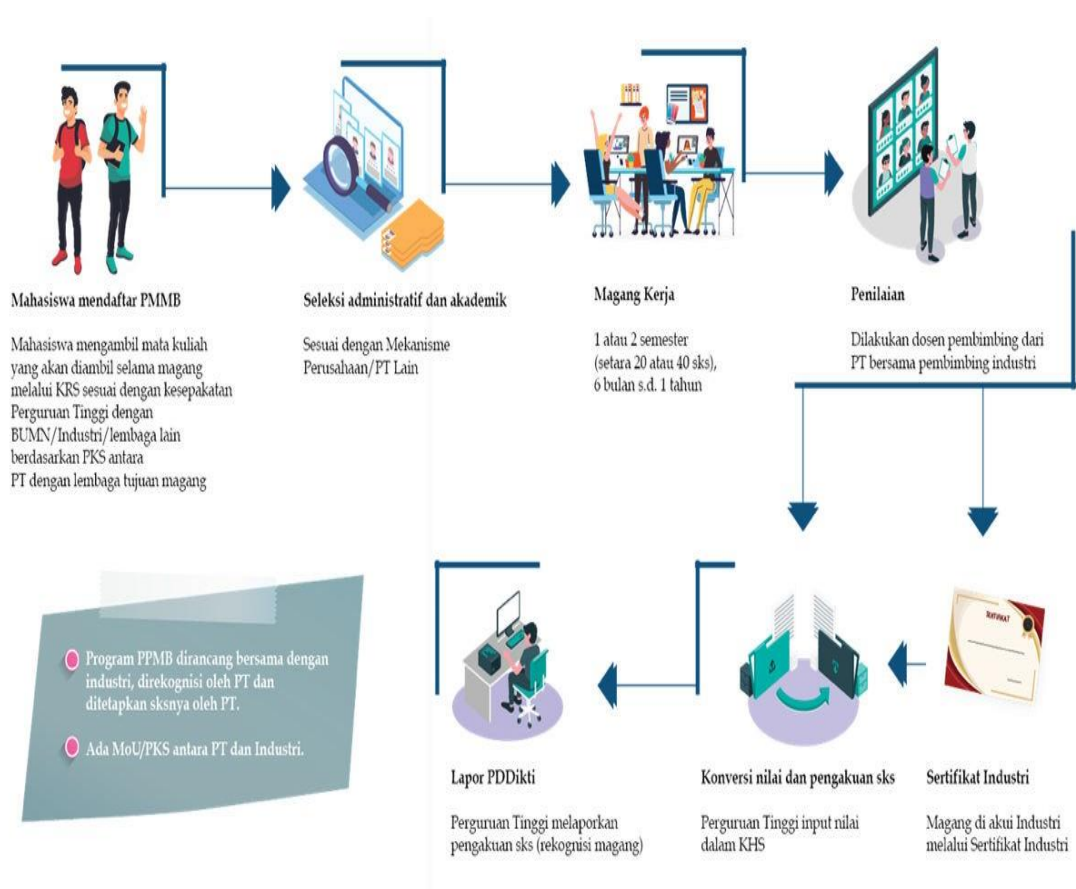 Mahasiswa mendaftar PMMB
Mahasiswa mengambil mata kuliah
yang akan diambil selama magang
melalui KRS sesuai dengan kesepakatan
Perguruan Tinggi dengan
BUMN/Industri/lembaga lain
berdasarkan PKS antara
PT dengan lembaga tujuan magang
Seleksi administratif dan akademik
Sesuai dengan Mekanisme
Perusahaan/PT Lain
Magang Kerja
1 atau 2 semester
(setara 20 atau 40 sks),
6 bulan s.d. 1 tahun
Penilaian
Dilakukan dosen pembimbing dari
PT bersama pembimbing industri
Program PPMB dirancang bersama dengan
industri, direkognisi oleh PT dan
ditetapkan sksnya oleh PT.
Ada MoU/PKS antara PT dan Industri.
Lapor PDDikti
Perguruan Tinggi melaporkan
pengakuan sks (rekognisi magang)
Konversi nilai dan pengakuan sks
Perguruan Tinggi input nilai
dalam KHS
SERTIFIKAT
Sertifikat Industri
Magang di akui Industri
melalui Sertifikat Industri